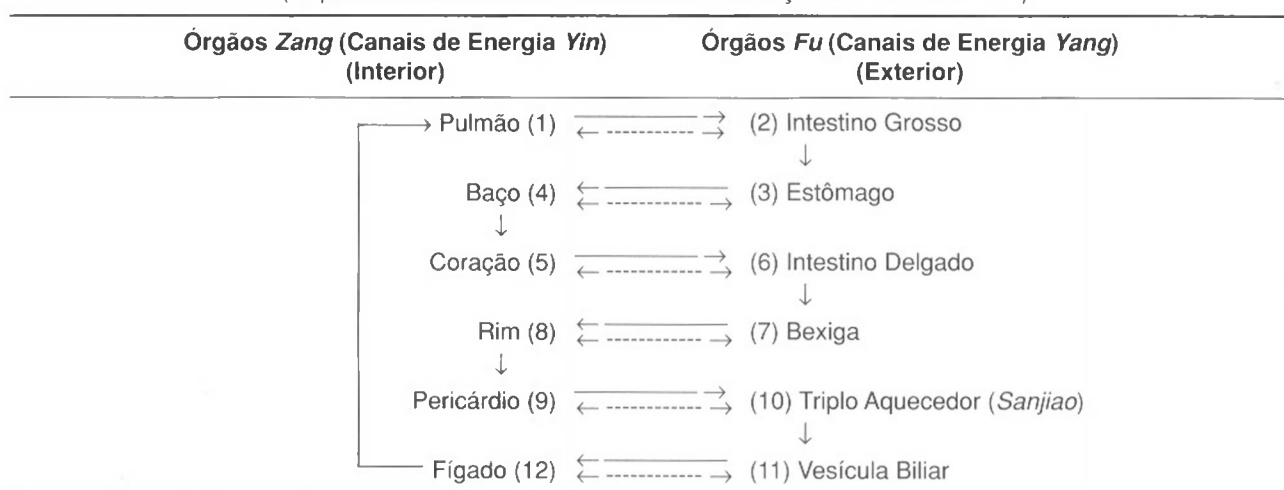 Órgãos Zang (Canais de Energia Yin) Órgãos Fu (Canais de Energia Yang)
(Interior) (Exterior)
Pulmão (1) (2) Intestino Grosso
Baço (4) (3) Estômago
Coração (5) (6) Intestino Delgado
Rim (8) (7) Bexiga
Pericárdio (9) (10) Triplo Aquecedor (Sanjiao)
Fígado (12) (11) Vesícula Biliar